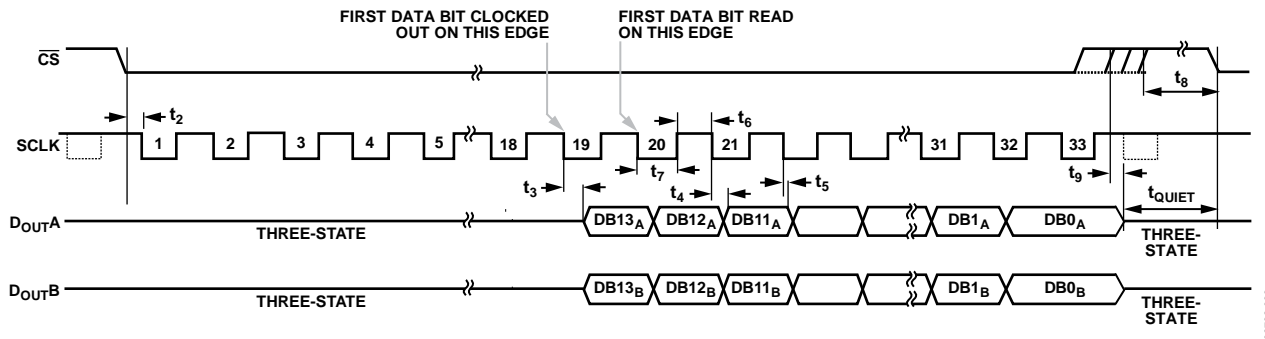 FIRST DATA BIT CLOCKED
OUT ON THIS EDGE
FIRST DATA BIT READ
ON THIS EDGE
CS
t8
t2
t6
SCLK
1
2
3
4
5
18
19
20
21
31
32
33
t3
t7
t4
t5
t9
tQUIET
DOUTA
THREE-STATE
DB13A
DB12A
DB11A
DB1A
DB0A
THREE-
STATE
DOUTB
THREE-STATE
DB13B
DB12B
DB11B
DB1B
DB0B
THREE-
STATE